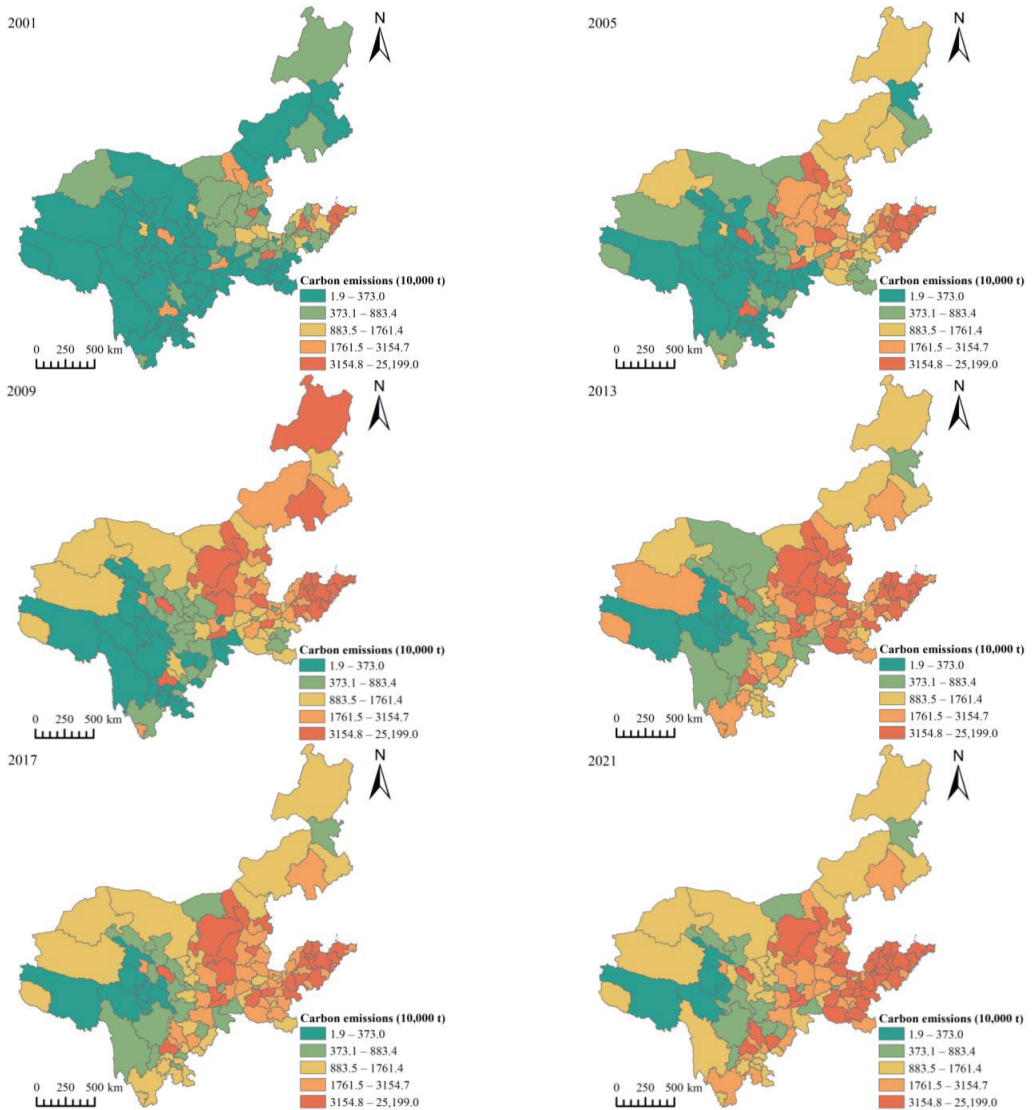 2001
N
Carbon emissions (10,000 t)
1.9 – 373.0
373.1 – 883.4
883.5 – 1761.4
1761.5 – 3154.7
3154.8 – 25,199.0
0 250 500 km
2005
N
Carbon emissions (10,000 t)
1.9 – 373.0
373.1 – 883.4
883.5 – 1761.4
1761.5 – 3154.7
3154.8 – 25,199.0
0 250 500 km
2009
N
Carbon emissions (10,000 t)
1.9 – 373.0
373.1 – 883.4
883.5 – 1761.4
1761.5 – 3154.7
3154.8 – 25,199.0
0 250 500 km
2013
N
Carbon emissions (10,000 t)
1.9 – 373.0
373.1 – 883.4
883.5 – 1761.4
1761.5 – 3154.7
3154.8 – 25,199.0
0 250 500 km
2017
N
Carbon emissions (10,000 t)
1.9 – 373.0
373.1 – 883.4
883.5 – 1761.4
1761.5 – 3154.7
3154.8 – 25,199.0
0 250 500 km
2021
N
Carbon emissions (10,000 t)
1.9 – 373.0
373.1 – 883.4
883.5 – 1761.4
1761.5 – 3154.7
3154.8 – 25,199.0
0 250 500 km